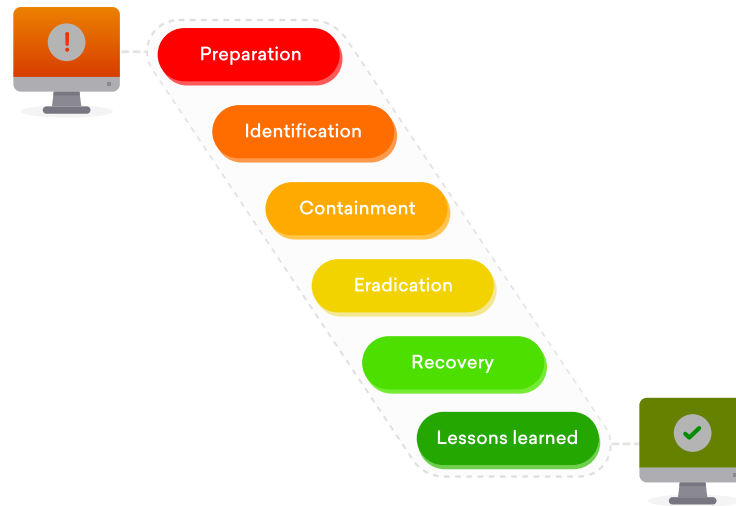 Preparation
Identification
Containment
Eradication
Recovery
Lessons learned